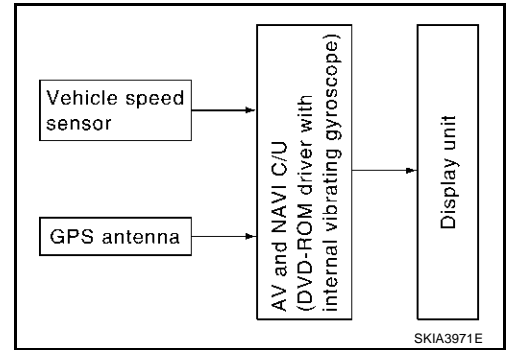 Vehicle speed
sensor
GPS antenna
AV and NAVI C/U
(DVD-ROM driver with
internal vibrating gyroscope)
Display unit
SKIA3971E